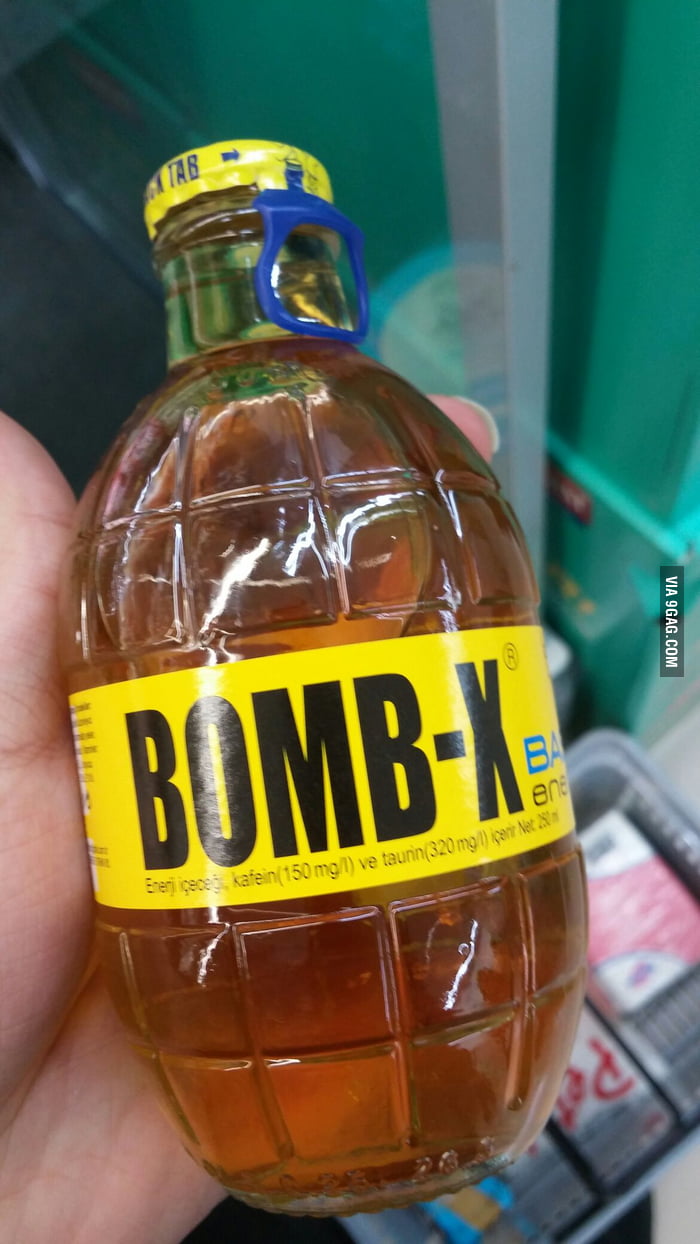 TAB
BOMB-X®
BA
ene
Enerji içeceği, kafein(150 mg/l) ve taurin(320 mg/l) içerir Net: 250 ml
VIA 9GAG.COM